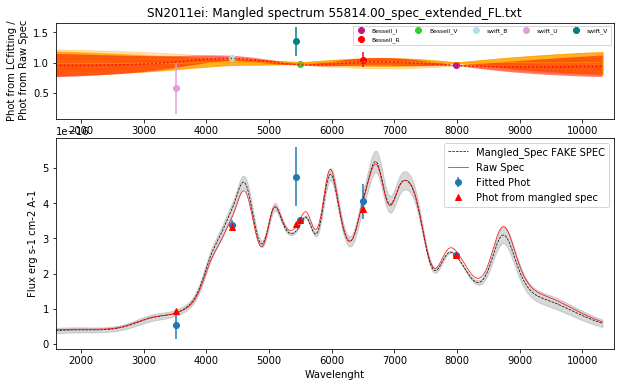 SN2011ei: Mangled spectrum 55814.00_spec_extended_FL.txt
Phot from LCfitting /
Phot from Raw Spec
1.5
1.0
0.5
Bessell_I
Bessell_R
Bessell_V
swift_B
swift_U
swift_V
2000 3000 4000 5000 6000 7000 8000 9000 10000
1e−16
Flux erg s-1 cm-2 A-1
5
4
3
2
1
0
Mangled_Spec FAKE SPEC
Raw Spec
Fitted Phot
Phot from mangled spec
2000 3000 4000 5000 6000 7000 8000 9000 10000
Wavelenght